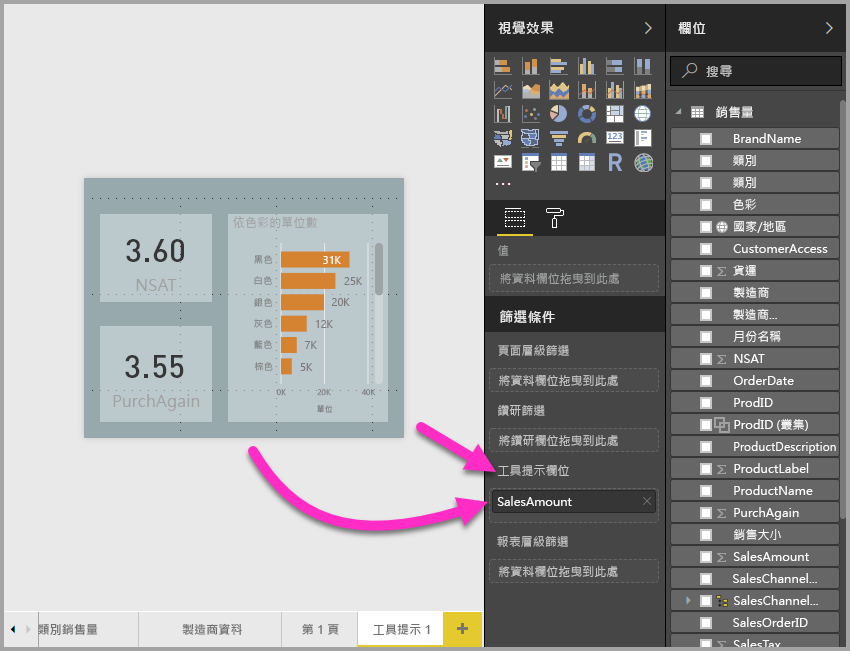 依色彩的單位數
3.60
NSAT
3.55
PurchAgain
黑色
31K
白色
25K
銀色
20K
灰色
12K
藍色
7K
棕色
5K
0K
20K
40K
單位
類別銷售量
製造商資料
第 1 頁
工具提示 1
+
視覺效果
123
R
值
將資料欄位拖曳到此處
篩選條件
頁面層級篩選
將資料欄位拖曳到此處
鑽研篩選
將鑽研欄位拖曳到此處
工具提示欄位
SalesAmount
報表層級篩選
將資料欄位拖曳到此處
欄位
搜尋
銷售量
BrandName
類別
類別
色彩
國家/地區
CustomerAccess
Σ 貨運
製造商
製造商...
月份名稱
Σ NSAT
OrderDate
ProdID
ProdID (叢集)
ProductDescription
Σ ProductLabel
ProductName
Σ PurchAgain
銷售大小
Σ SalesAmount
SalesChannel...
SalesChannel...
SalesOrderID
Σ SalesTax